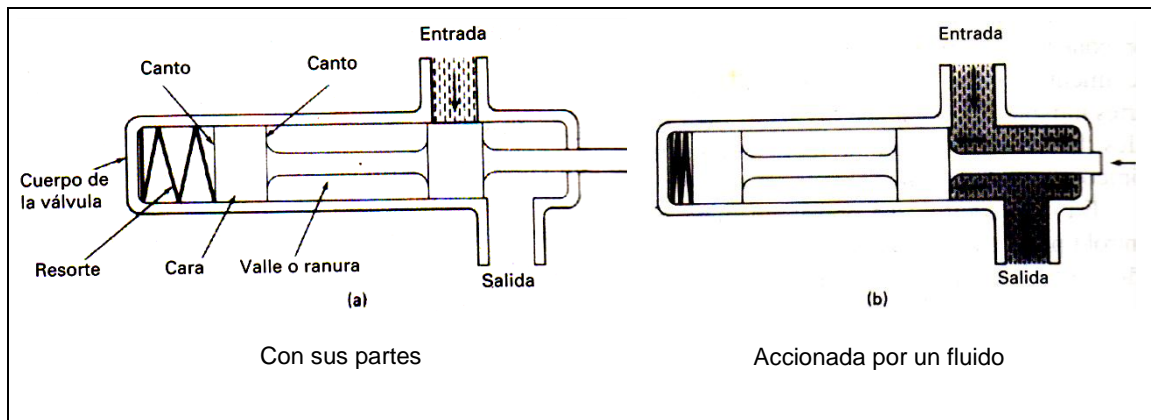 Entrada
Canto
Canto
Cuerpo de
la válvula
Resorte
Cara
Valle o ranura
Salida
(a)
Con sus partes
Entrada
Salida
(b)
Accionada por un fluido